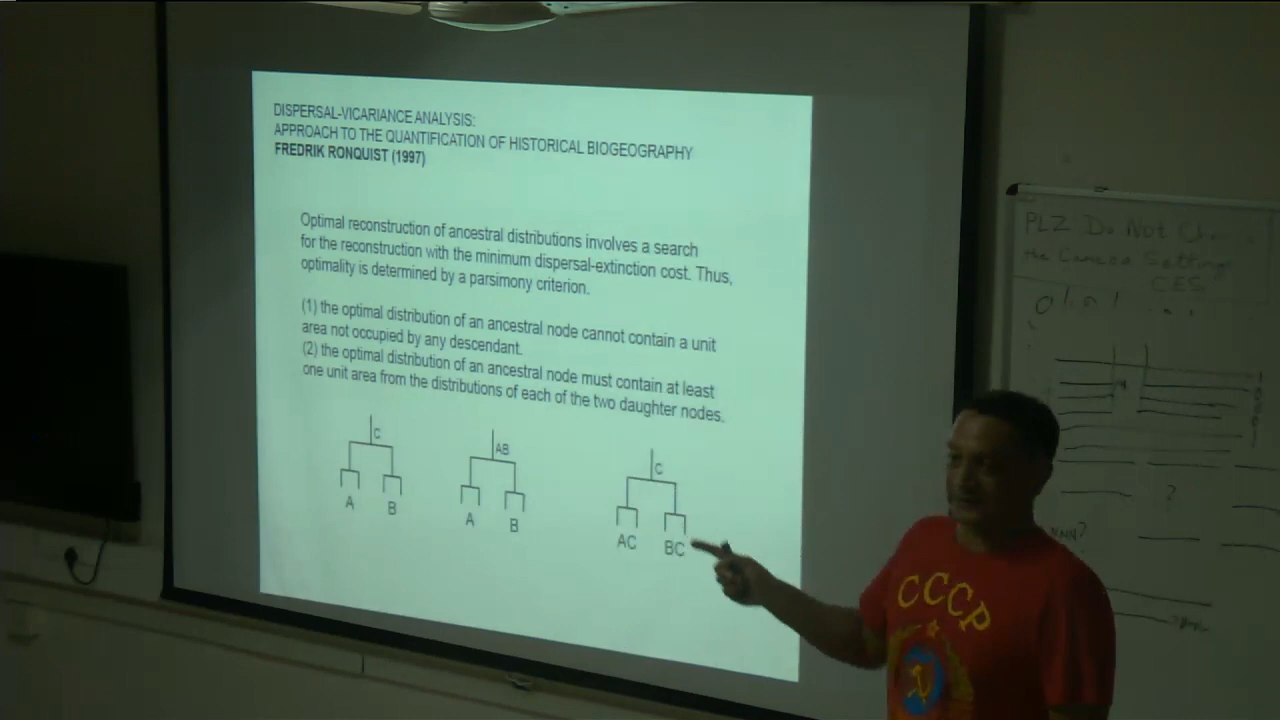 DISPERSAL-VICARIANCE ANALYSIS:
APPROACH TO THE QUANTIFICATION OF HISTORICAL BIOGEOGRAPHY
FREDRIK RONQUIST (1997)
Optimal reconstruction of ancestral distributions involves a search
for the reconstruction with the minimum dispersal-extinction cost. Thus,
optimality is determined by a parsimony criterion.
(1) the optimal distribution of an ancestral node cannot contain a unit
area not occupied by any descendant.
(2) the optimal distribution of an ancestral node must contain at least
one unit area from the distributions of each of the two daughter nodes.
C AB C
A B A B AC BC
PLZ Do Not
the Camera Setting
CES
?
CCCP